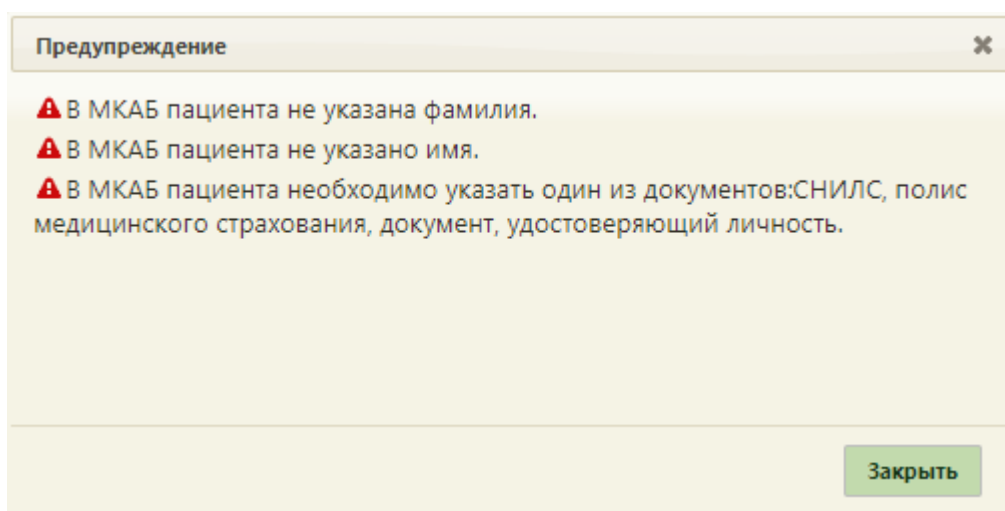 Предупреждение
В МКАБ пациента не указана фамилия.
В МКАБ пациента не указано имя.
В МКАБ пациента необходимо указать один из документов:СНИЛС, полис
медицинского страхования, документ, удостоверяющий личность.
Закрыть